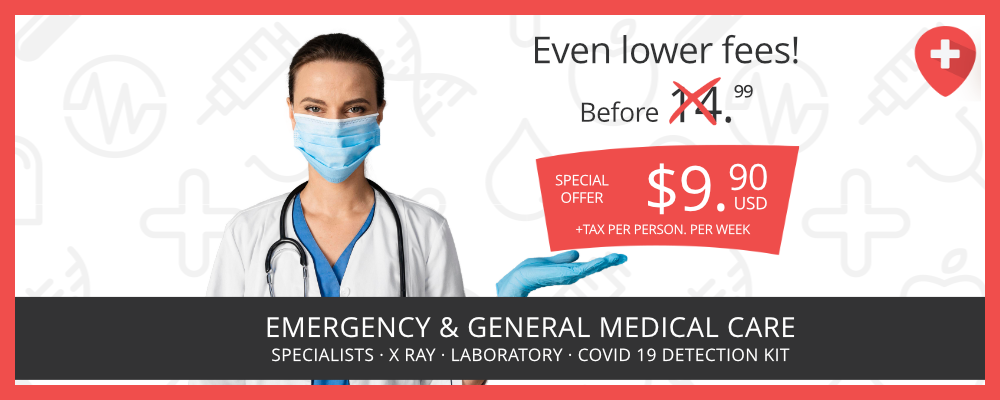 Even lower fees!
Before 14.99
SPECIAL
OFFER
$9.90
USD
+TAX PER PERSON. PER WEEK
EMERGENCY & GENERAL MEDICAL CARE
SPECIALISTS · X RAY · LABORATORY · COVID 19 DETECTION KIT